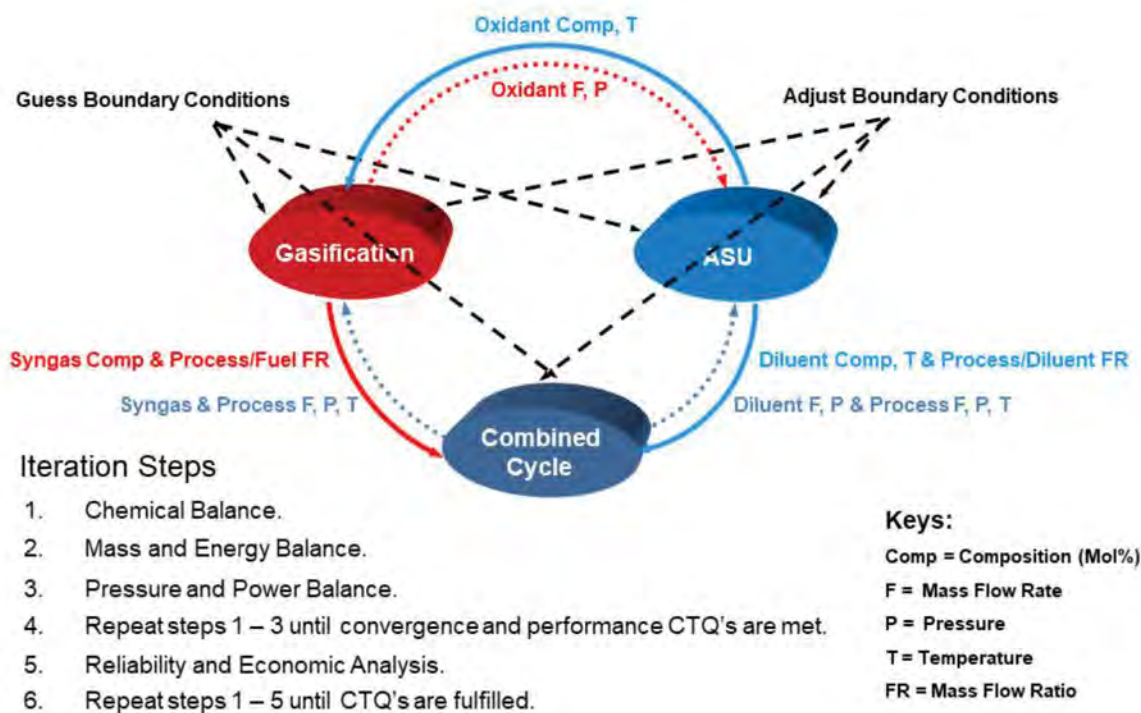 Oxidant Comp, T
Oxidant F, P
Guess Boundary Conditions
Adjust Boundary Conditions
Gasification
ASU
Syngas Comp & Process/Fuel FR
Diluent Comp, T & Process/Diluent FR
Syngas & Process F, P, T
Diluent F, P & Process F, P, T
Combined
Cycle
Iteration Steps
1. Chemical Balance.
2. Mass and Energy Balance.
3. Pressure and Power Balance.
4. Repeat steps 1 – 3 until convergence and performance CTQ's are met.
5. Reliability and Economic Analysis.
6. Repeat steps 1 – 5 until CTQ's are fulfilled.
Keys:
Comp = Composition (Mol%)
F = Mass Flow Rate
P = Pressure
T = Temperature
FR = Mass Flow Ratio